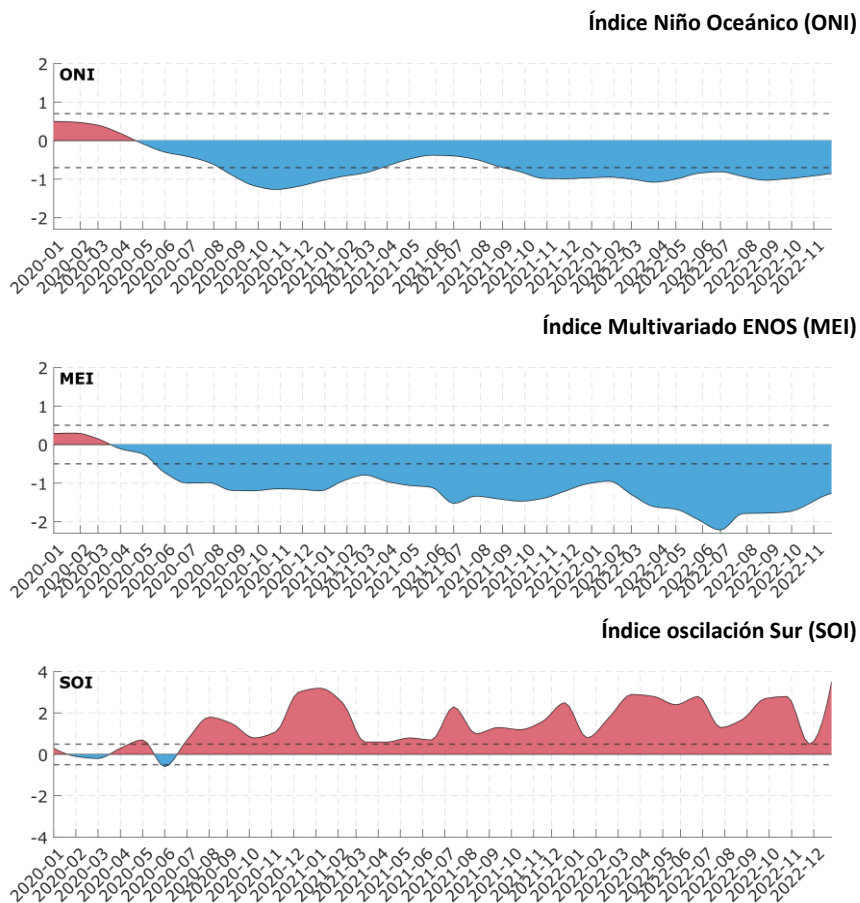 Índice Niño Oceánico (ONI)
2
ONI
1
0
-1
-2
2020-01 2020-02 2020-03 2020-04 2020-05 2020-06 2020-07 2020-08 2020-09 2020-10 2020-11 2020-12 2021-01 2021-02 2021-03 2021-04 2021-05 2021-06 2021-07 2021-08 2021-09 2021-10 2021-11 2021-12 2022-01 2022-02 2022-03 2022-04 2022-05 2022-06 2022-07 2022-08 2022-09 2022-10 2022-11
Índice Multivariado ENOS (MEI)
2
MEI
1
0
-1
-2
2020-01 2020-02 2020-03 2020-04 2020-05 2020-06 2020-07 2020-08 2020-09 2020-10 2020-11 2020-12 2021-01 2021-02 2021-03 2021-04 2021-05 2021-06 2021-07 2021-08 2021-09 2021-10 2021-11 2021-12 2022-01 2022-02 2022-03 2022-04 2022-05 2022-06 2022-07 2022-08 2022-09 2022-10 2022-11
Índice oscilación Sur (SOI)
4
SOI
2
0
-2
-4
2020-01 2020-02 2020-03 2020-04 2020-05 2020-06 2020-07 2020-08 2020-09 2020-10 2020-11 2020-12 2021-01 2021-02 2021-03 2021-04 2021-05 2021-06 2021-07 2021-08 2021-09 2021-10 2021-11 2021-12 2022-01 2022-02 2022-03 2022-04 2022-05 2022-06 2022-07 2022-08 2022-09 2022-10 2022-11 2022-12